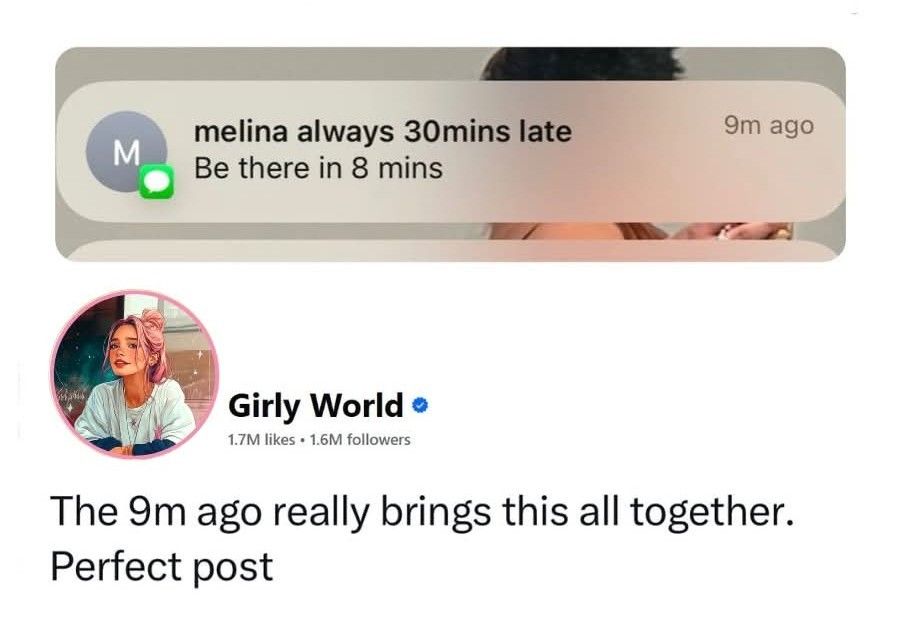 M
melina always 30mins late
9m ago
Be there in 8 mins
Girly World
1.7M likes • 1.6M followers
The 9m ago really brings this all together.
Perfect post